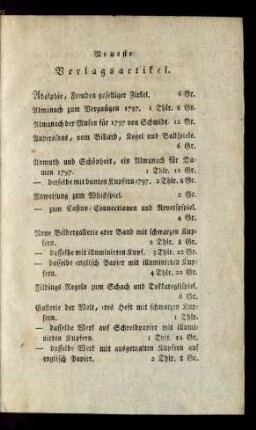 Neueste
Verlagsartikel.
Adolphie, Freuden geselliger Zirkel. 6 Gr.
Almanach zum Vergnügen 1797. 1 Thlr. 8 Gr.
Almanach der Musen für 1797 von Schmidt. 12 Gr.
Anderssons, vom Billard, Kegel und Ballspiele.
6 Gr.
Anmuth und Schönheit, ein Almanach für Da-
men 1797. 1 Thlr. 12 Gr.
— derselbe mit bunten Kupfern 1797. 2 Thlr. 8 Gr.
Anweisung zum Whistspiel. 2 Gr.
— zum Casino-Connectionen und Reversispiel.
4 Gr.
Neue Bildergallerie 4ter Band mit schwarzen Kup-
fern. 2 Thlr. 8 Gr.
— dasselbe mit illuminirten Kupf. 3 Thlr. 22 Gr.
— dasselbe englisch Papier mit illuminirten Kup-
fern. 4 Thlr. 22 Gr.
Fildings Regeln zum Schach und Tokkateglispiel.
6 Gr.
Gallerie der Welt, 1tes Heft mit schwarzen Kup-
fern. 1 Thlr.
— dasselbe Werk auf Schreibpapier mit illumi-
nirten Kupfern. 1 Thlr. 12 Gr.
— dasselbe Werk mit ausgemalten Kupfern auf
englisch Papier. 2 Thlr. 8 Gr.